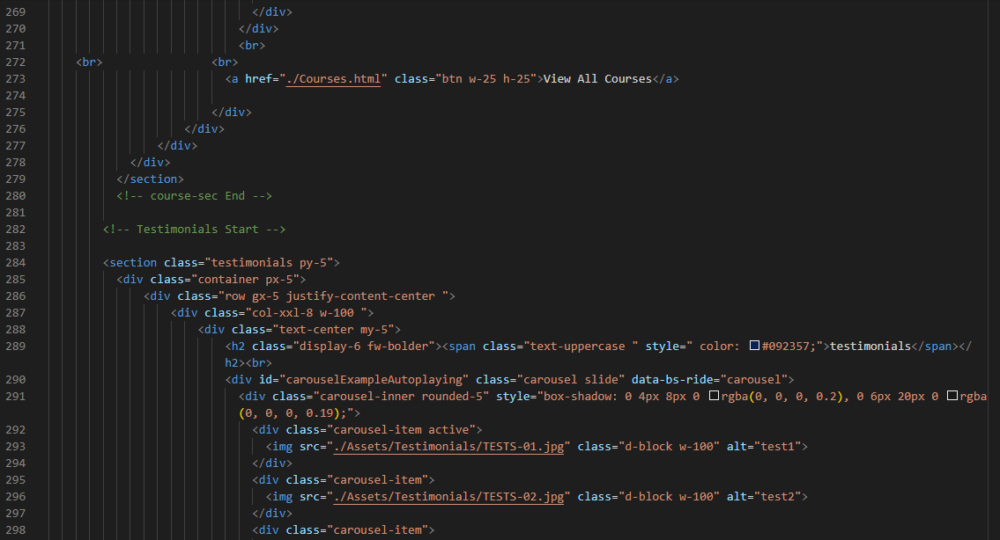 269 </div>
270 </div>
271 <br>
272 <br> <br>
273 <a href="./Courses.html" class="btn w-25 h-25">View All Courses</a>
274
275 </div>
276 </div>
277 </div>
278 </div>
279 </section>
280 <!-- course-sec End -->
281
282 <!-- Testimonials Start -->
283
284 <section class="testimonials py-5">
285 <div class="container px-5">
286 <div class="row gx-5 justify-content-center ">
287 <div class="col-xxl-8 w-100 ">
288 <div class="text-center my-5">
289 <h2 class="display-6 fw-bolder"><span class="text-uppercase " style=" color: #092357;">testimonials</span></
h2><br>
290 <div id="carouselExampleAutoplaying" class="carousel slide" data-bs-ride="carousel">
291 <div class="carousel-inner rounded-5" style="box-shadow: 0 4px 8px 0 rgba(0, 0, 0, 0.2), 0 6px 20px 0 rgba
(0, 0, 0, 0.19);">
292 <div class="carousel-item active">
293 <img src="./Assets/Testimonials/TESTS-01.jpg" class="d-block w-100" alt="test1">
294 </div>
295 <div class="carousel-item">
296 <img src="./Assets/Testimonials/TESTS-02.jpg" class="d-block w-100" alt="test2">
297 </div>
298 <div class="carousel-item">